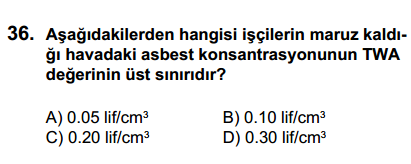 36. Aşağıdakilerden hangisi işçilerin maruz kaldı-
ğı havadaki asbest konsantrasyonunun TWA
değerinin üst sınırıdır?
A) 0.05 lif/cm³ B) 0.10 lif/cm³
C) 0.20 lif/cm³ D) 0.30 lif/cm³